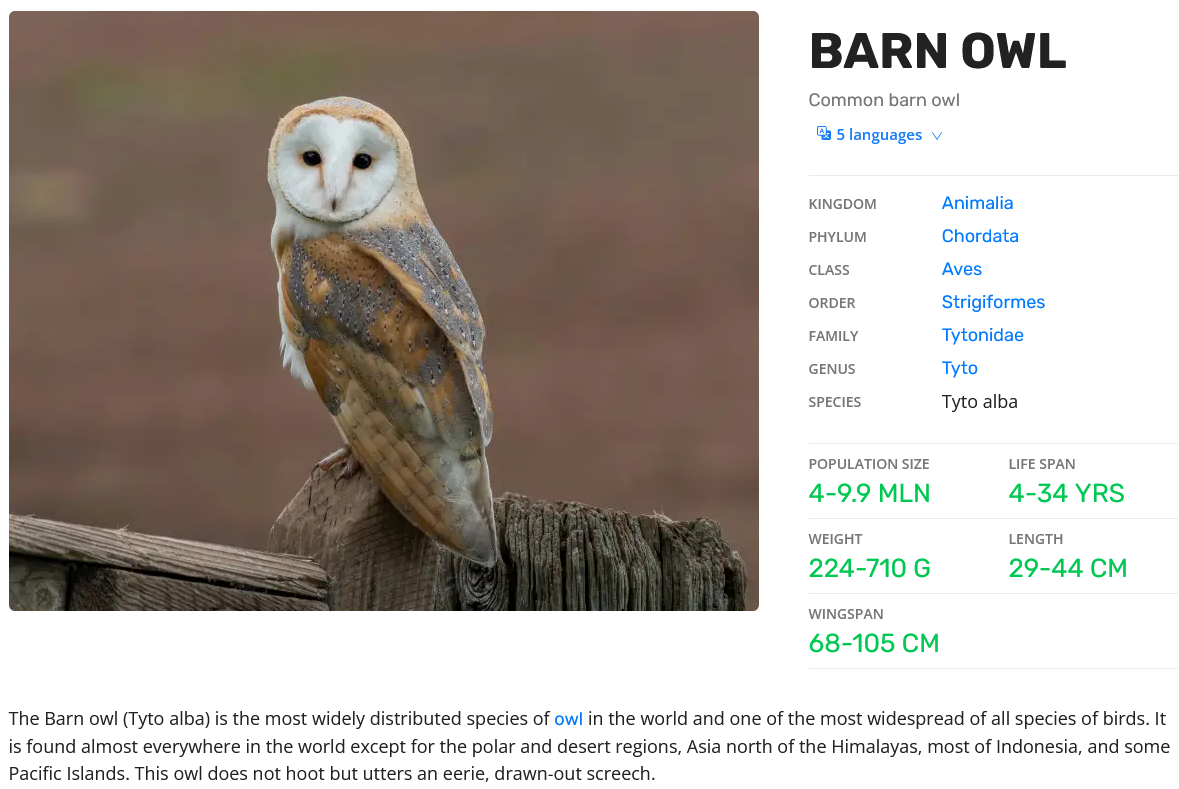 BARN OWL
Common barn owl
5 languages
KINGDOM Animalia
PHYLUM Chordata
CLASS Aves
ORDER Strigiformes
FAMILY Tytonidae
GENUS Tyto
SPECIES Tyto alba
POPULATION SIZE LIFE SPAN
4-9.9 MLN 4-34 YRS
WEIGHT LENGTH
224-710 G 29-44 CM
WINGSPAN
68-105 CM
The Barn owl (Tyto alba) is the most widely distributed species of owl in the world and one of the most widespread of all species of birds. It
is found almost everywhere in the world except for the polar and desert regions, Asia north of the Himalayas, most of Indonesia, and some
Pacific Islands. This owl does not hoot but utters an eerie, drawn-out screech.